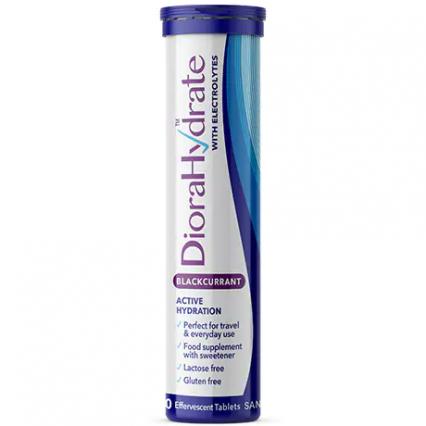 DioraHydrate™
WITH ELECTROLYTES
BLACKCURRANT
ACTIVE
HYDRATION
✓ Perfect for travel
& everyday use
✓ Food supplement
with sweetener
✓ Lactose free
✓ Gluten free
Effervescent Tablets